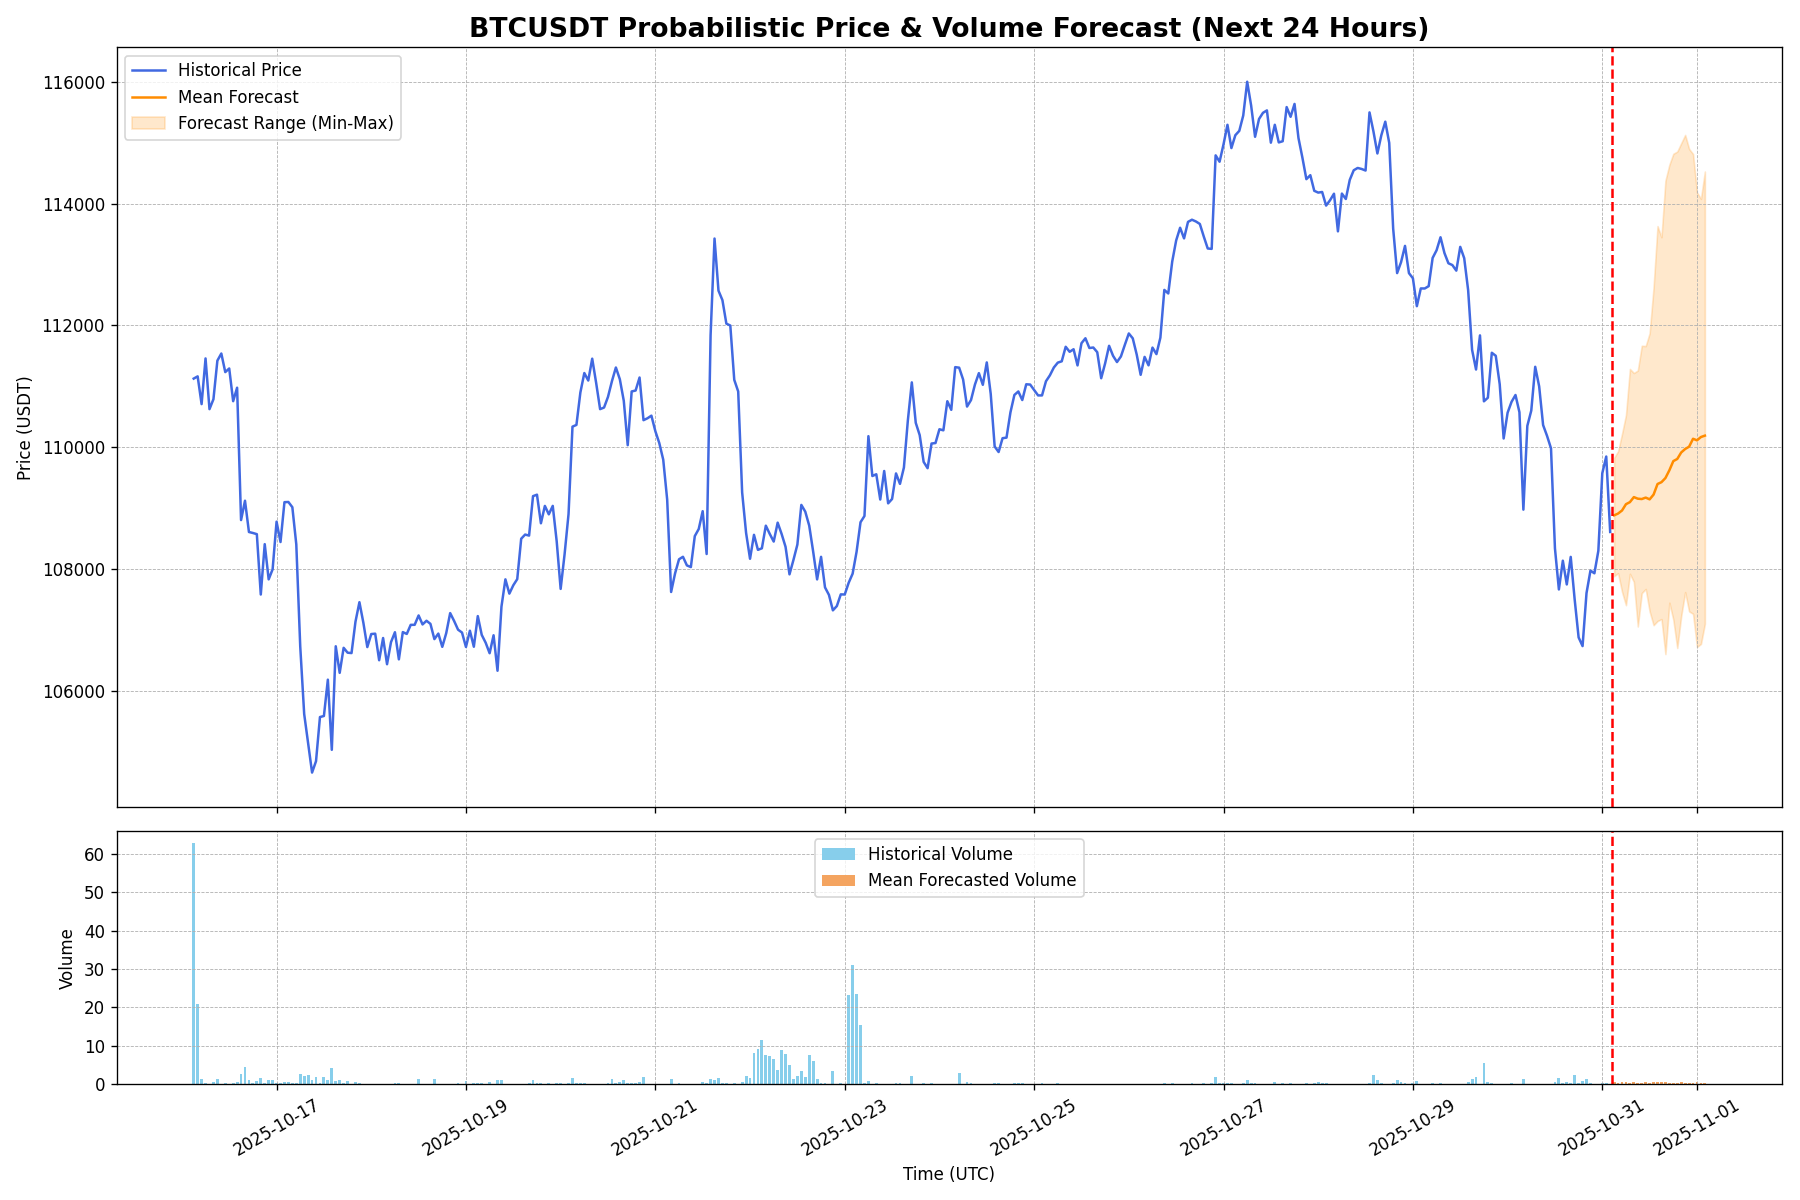 BTCUSDT Probabilistic Price & Volume Forecast (Next 24 Hours)
Historical Price
Mean Forecast
Forecast Range (Min-Max)
116000
114000
112000
110000
108000
106000
Price (USDT)
Historical Volume
Mean Forecasted Volume
60
50
40
30
20
10
0
Volume
2025-10-17
2025-10-19
2025-10-21
2025-10-23
2025-10-25
2025-10-27
2025-10-29
2025-10-31
2025-11-01
Time (UTC)